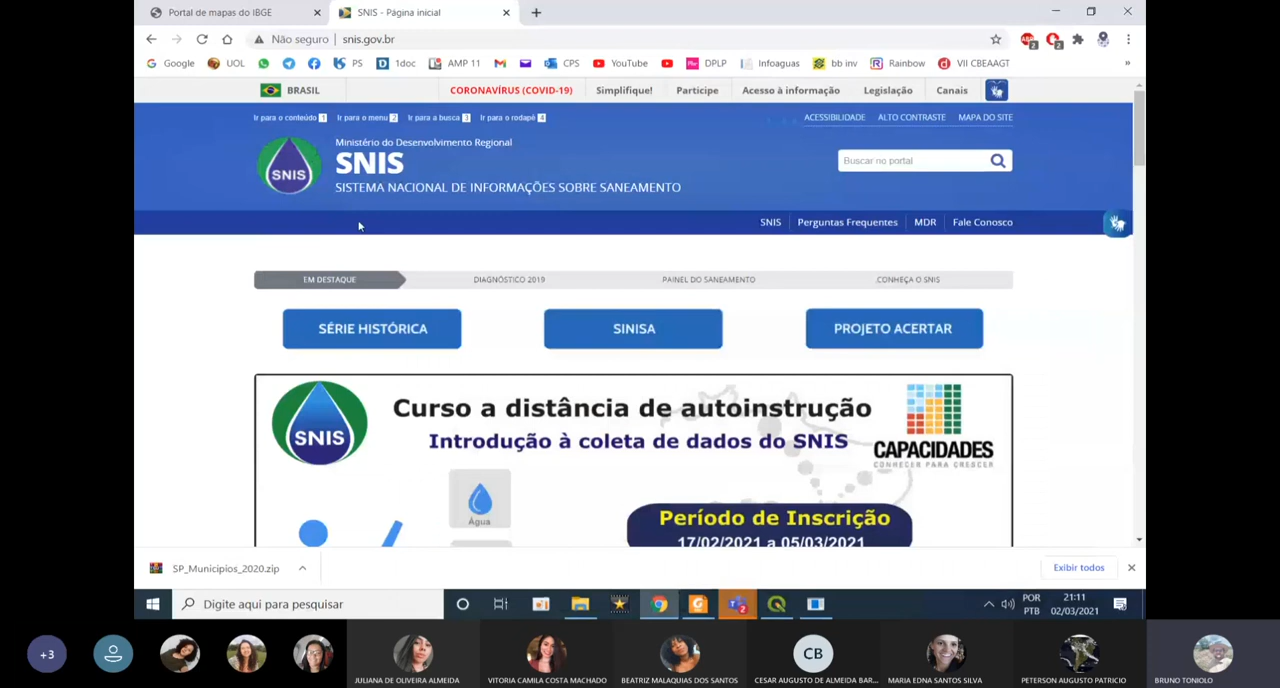 Portal de mapas do IBGE
SNIS - Página inicial
Não seguro | snis.gov.br
Google UOL PS 1doc AMP 11 CPS YouTube DPLP Infoaguas bb inv Rainbow VII CBEAAGT »
BRASIL CORONAVÍRUS (COVID-19) Simplifique! Participe Acesso à informação Legislação Canais
Ir para o conteúdo 1 Ir para o menu 2 Ir para a busca 3 Ir para o rodapé 4
ACESSIBILIDADE ALTO CONTRASTE MAPA DO SITE
Ministério do Desenvolvimento Regional
SNIS
SNIS
SISTEMA NACIONAL DE INFORMAÇÕES SOBRE SANEAMENTO
Buscar no portal
SNIS Perguntas Frequentes MDR Fale Conosco
EM DESTAQUE DIAGNÓSTICO 2019 PAINEL DO SANEAMENTO CONHEÇA O SNIS
SÉRIE HISTÓRICA SINISA PROJETO ACERTAR
SNIS
Curso a distância de autoinstrução
Introdução à coleta de dados do SNIS
CAPACIDADES
CONHECER PARA CRESCER
Água
Período de Inscrição
17/02/2021 a 05/03/2021
SP_Municipios_2020.zip
Exibir todos
Digite aqui para pesquisar
POR
PTB
21:11
02/03/2021
+3
CB
JULIANA DE OLIVEIRA ALMEIDA
VITORIA CAMILA COSTA MACHADO
BEATRIZ MALAQUIAS DOS SANTOS
CESAR AUGUSTO DE ALMEIDA BAR...
MARIA EDNA SANTOS SILVA
PETERSON AUGUSTO PATRICIO
BRUNO TONIOLO